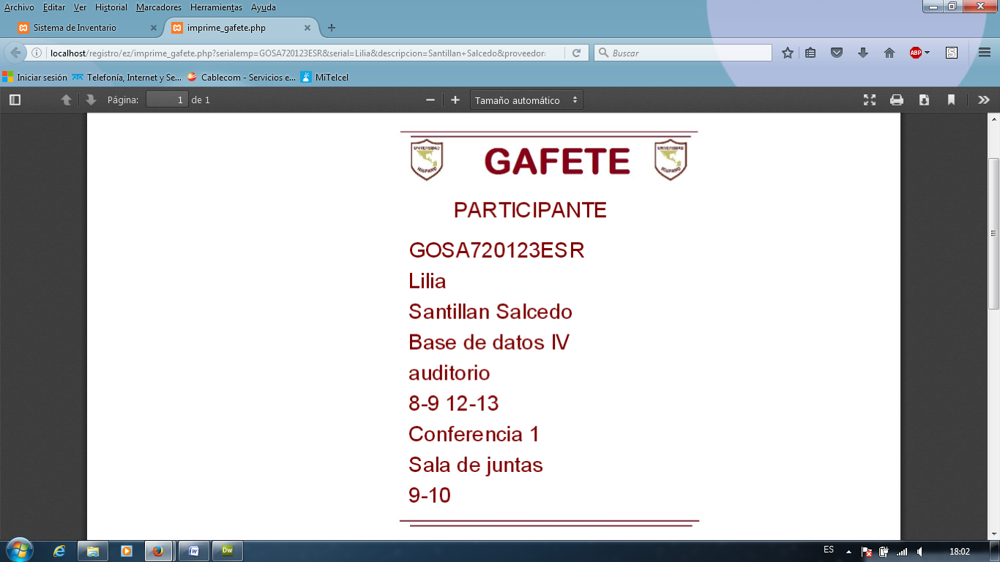 Archivo Editar Ver Historial Marcadores Herramientas Ayuda
Sistema de Inventario
imprime_gafete.php
localhost/registro/ez/imprime_gafete.php?serialemp=GOSA720123ESR&serial=Lilia&descripcion=Santillan+Salcedo&proveedor:
Buscar
ABP
S
Iniciar sesión Telefonía, Internet y Se... Cablecom - Servicios e... MiTelcel
Página: 1 de 1
Tamaño automático
UNIVERSIDAD HISPANO
GAFETE
UNIVERSIDAD HISPANO
PARTICIPANTE
GOSA720123ESR
Lilia
Santillan Salcedo
Base de datos IV
auditorio
8-9 12-13
Conferencia 1
Sala de juntas
9-10
Dw
ES
18:02